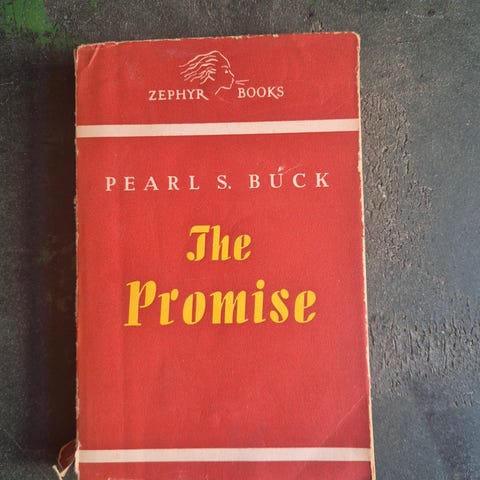 ZEPHYR BOOKS
PEARL S. BUCK
The
Promise